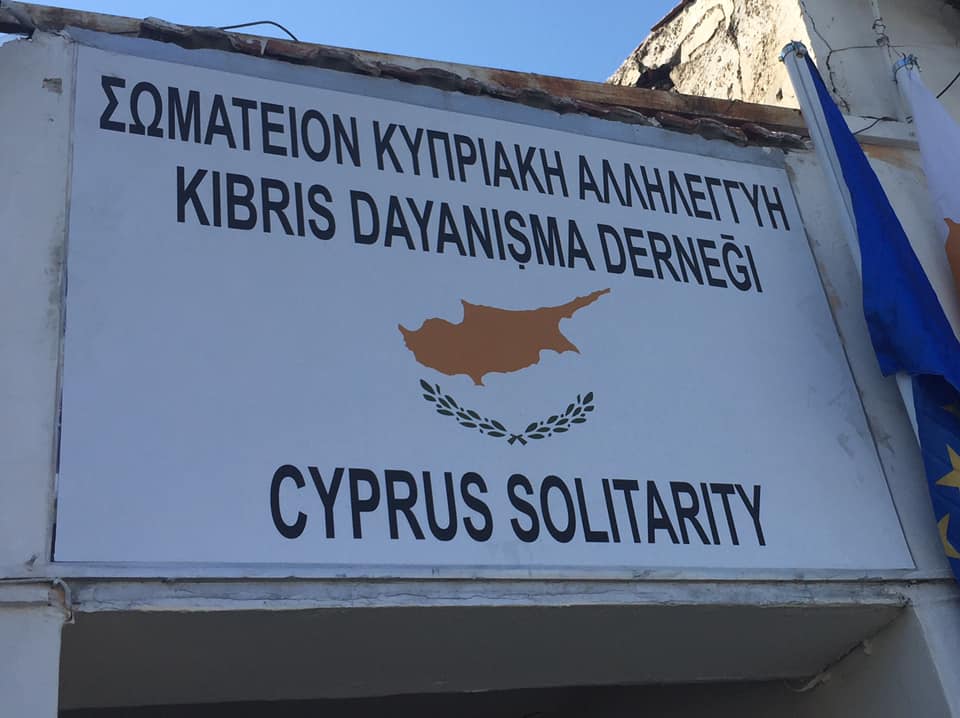 ΣΩΜΑΤΕΙΟΝ ΚΥΠΡΙΑΚΗ ΑΛΛΗΛΕΓΓΥΗ
KIBRIS DAYANIŞMA DERNEĞI
CYPRUS SOLITARITY